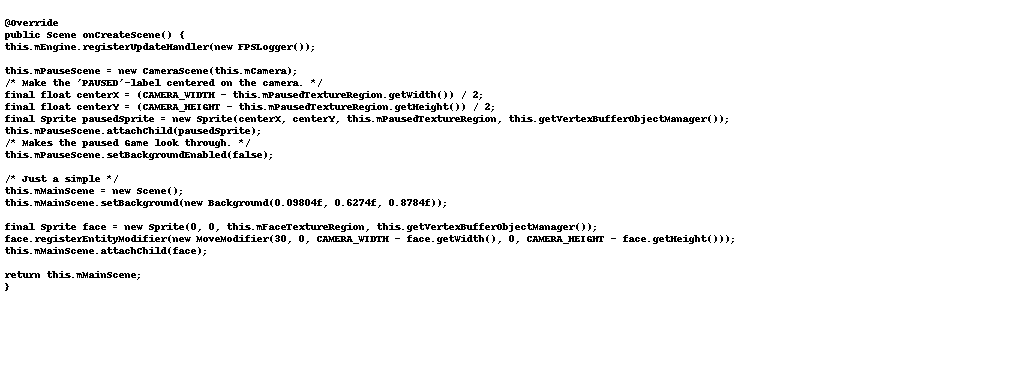 @Override
public Scene onCreateScene() {
this.mEngine.registerUpdateHandler(new FPSLogger());

this.mPauseScene = new CameraScene(this.mCamera);
/* Make the 'PAUSED'-label centered on the camera. */
final float centerX = (CAMERA_WIDTH - this.mPausedTextureRegion.getWidth()) / 2;
final float centerY = (CAMERA_HEIGHT - this.mPausedTextureRegion.getHeight()) / 2;
final Sprite pausedSprite = new Sprite(centerX, centerY, this.mPausedTextureRegion, this.getVertexBufferObjectManager());
this.mPauseScene.attachChild(pausedSprite);
/* Makes the paused Game look through. */
this.mPauseScene.setBackgroundEnabled(false);

/* Just a simple */
this.mMainScene = new Scene();
this.mMainScene.setBackground(new Background(0.09804f, 0.6274f, 0.8784f));

final Sprite face = new Sprite(0, 0, this.mFaceTextureRegion, this.getVertexBufferObjectManager());
face.registerEntityModifier(new MoveModifier(30, 0, CAMERA_WIDTH - face.getWidth(), 0, CAMERA_HEIGHT - face.getHeight()));
this.mMainScene.attachChild(face);

return this.mMainScene;
}